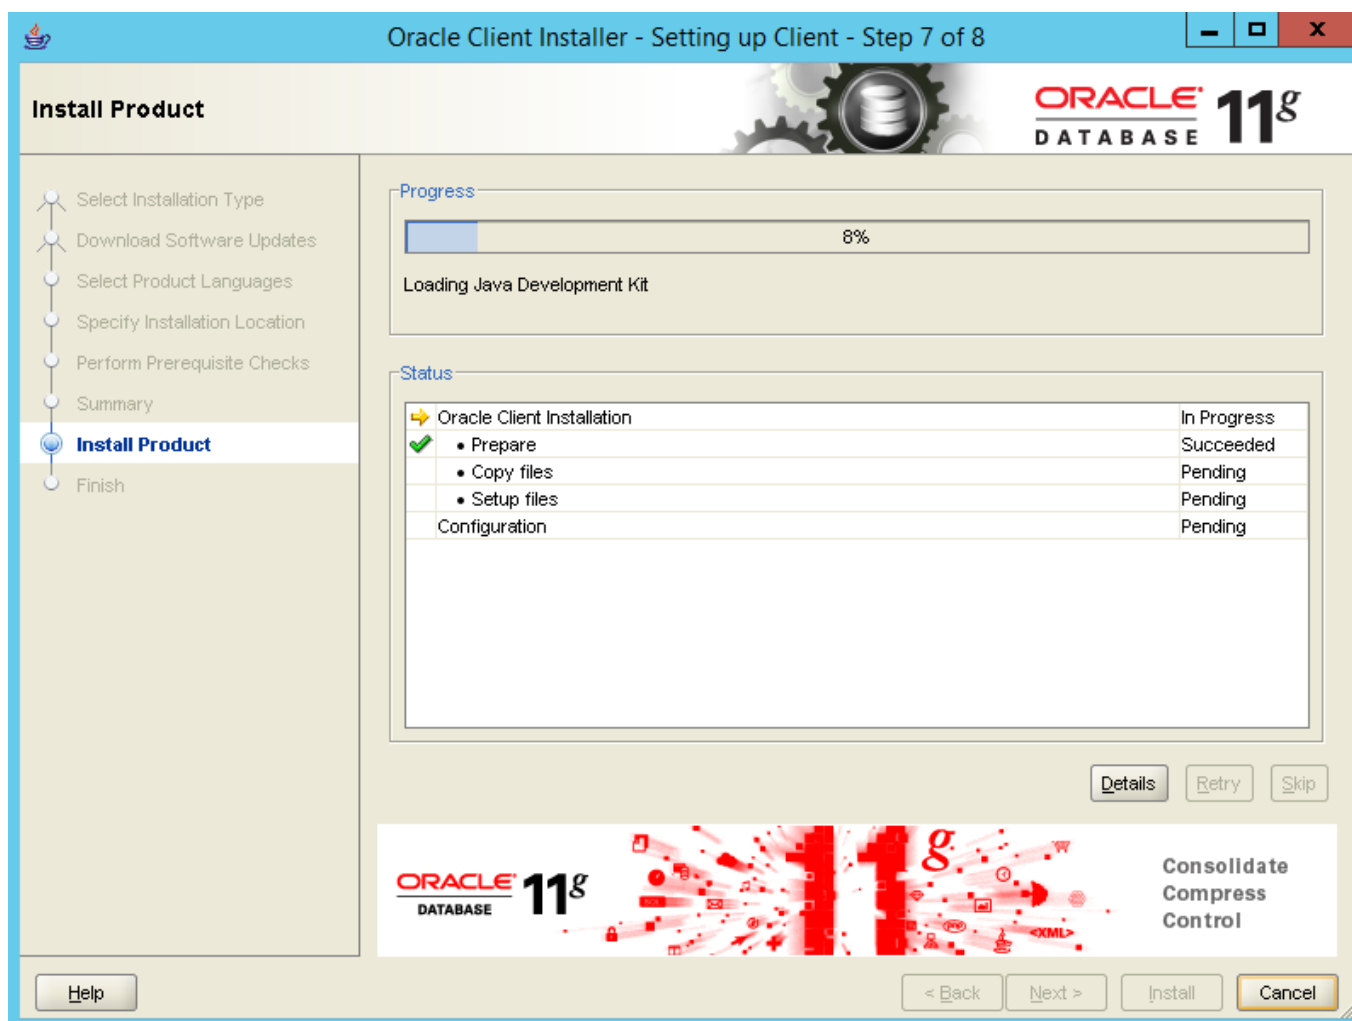 Oracle Client Installer - Setting up Client - Step 7 of 8
Install Product
ORACLE DATABASE 11g
Select Installation Type
Download Software Updates
Select Product Languages
Specify Installation Location
Perform Prerequisite Checks
Summary
Install Product
Finish
Progress
8%
Loading Java Development Kit
Status
Oracle Client Installation In Progress
• Prepare Succeeded
• Copy files Pending
• Setup files Pending
Configuration Pending
Details Retry Skip
ORACLE DATABASE 11g
11g
<XML>
Consolidate
Compress
Control
Help < Back Next > Install Cancel